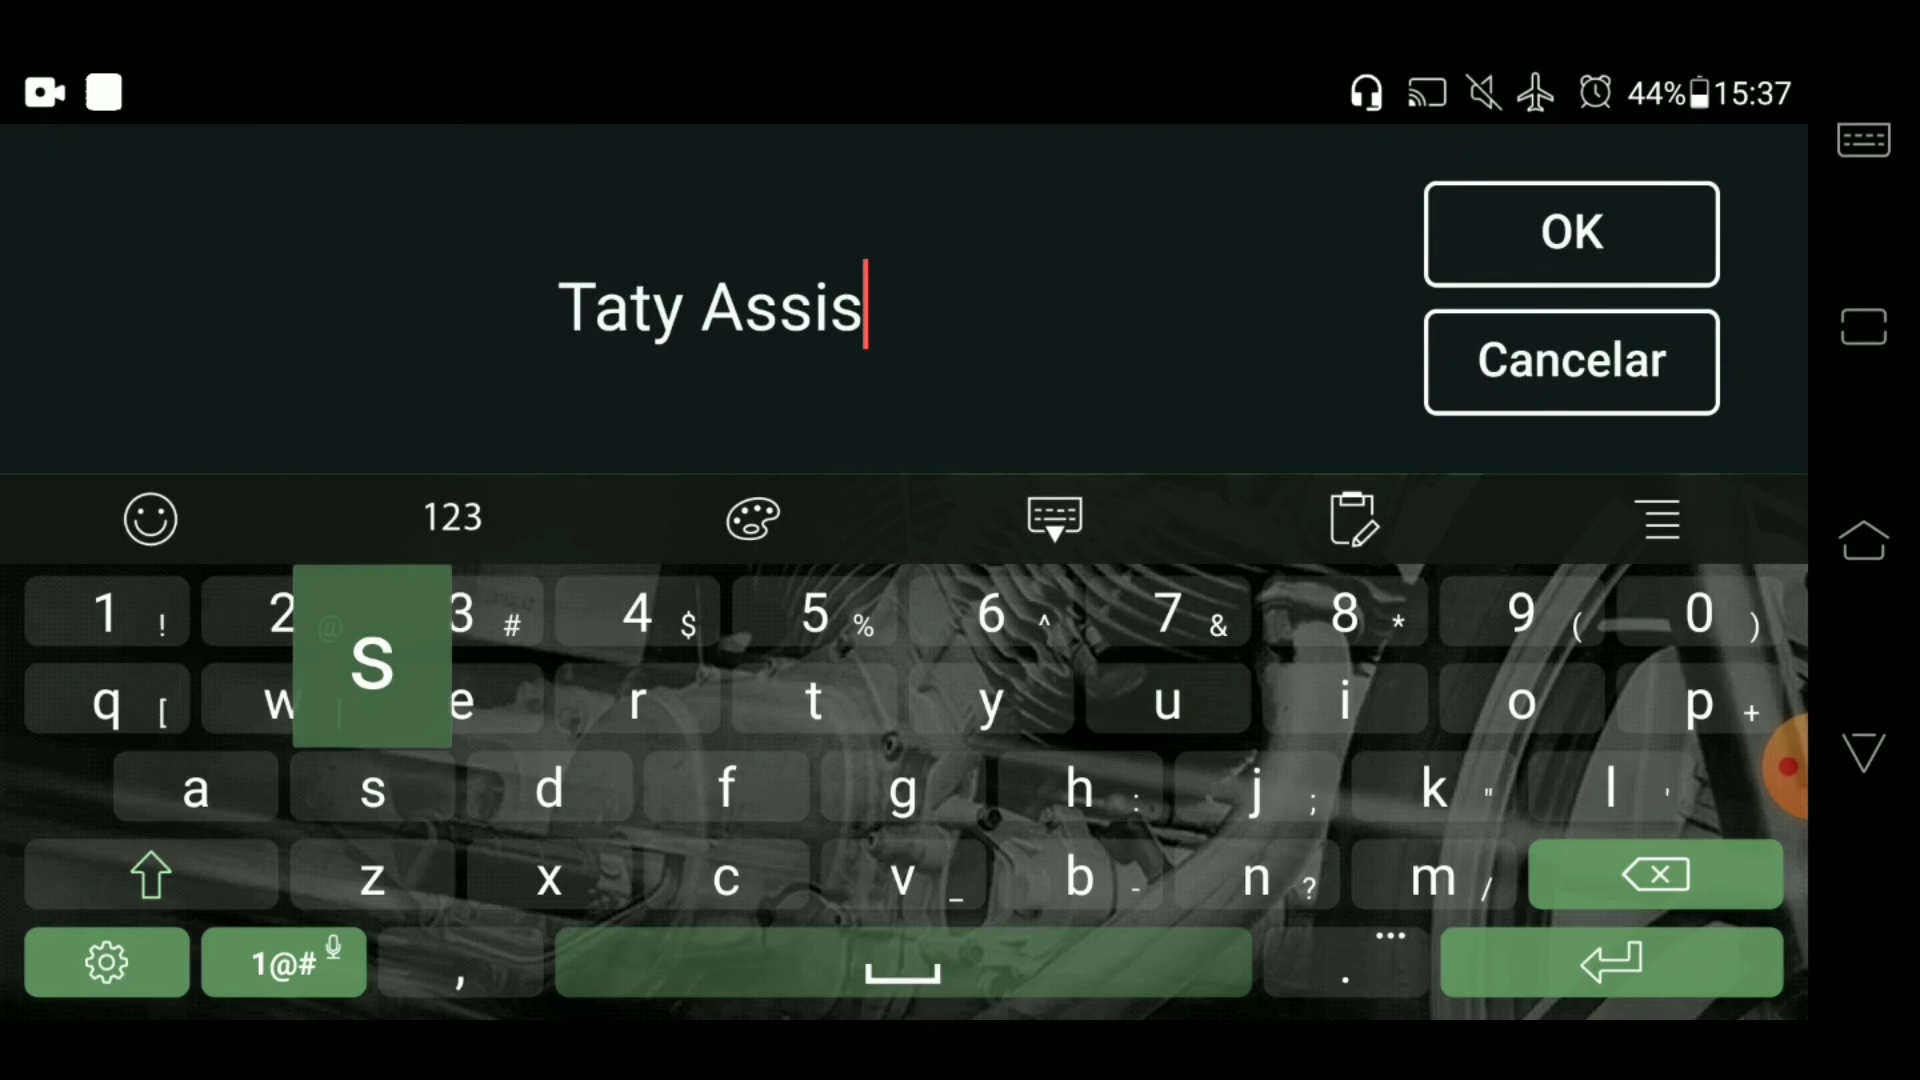 44% 15:37
OK
Taty Assis
Cancelar
123
1 ! 2 @ 3 # 4 $ 5 % 6 ^ 7 & 8 * 9 ( 0 )
s
q [ w ] e r t y u i o p +
a s d f g h : j ; k " l '
z x c v _ b - n ? m /
1@# , . ...